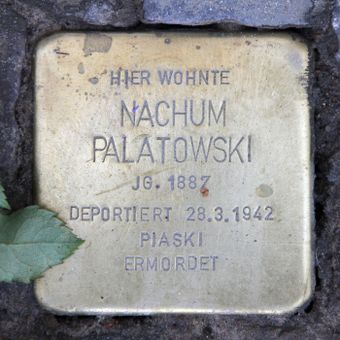 HIER WOHNTE
NACHUM
PALATOWSKI
JG. 1887
DEPORTIERT 28.3.1942
PIASKI
ERMORDET